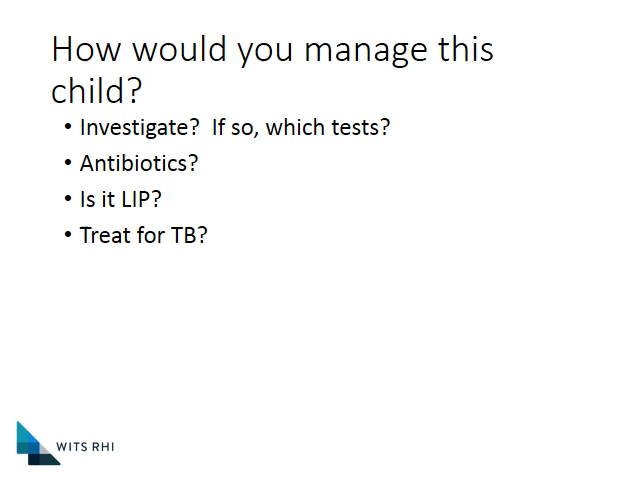 How would you manage this
child?
• Investigate?  If so, which tests?
• Antibiotics?
• Is it LIP?
• Treat for TB?
WITS RHI